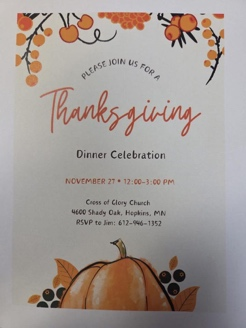 PLEASE JOIN US FOR A
Thanksgiving
Dinner Celebration
NOVEMBER 27 • 12:00-3:00 PM
Cross of Glory Church
4600 Shady Oak, Hopkins, MN
RSVP to Jim: 612-946-1352